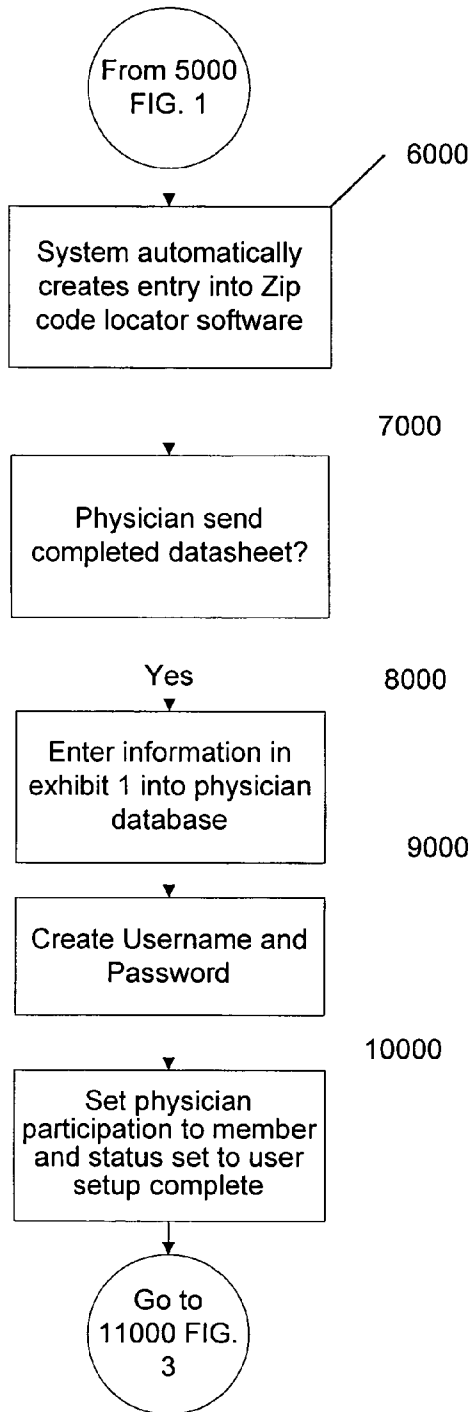 From 5000
FIG. 1
6000
System automatically
creates entry into Zip
code locator software
7000
Physician send
completed datasheet?
Yes
8000
Enter information in
exhibit 1 into physician
database
9000
Create Username and
Password
10000
Set physician
participation to member
and status set to user
setup complete
Go to
11000 FIG.
3